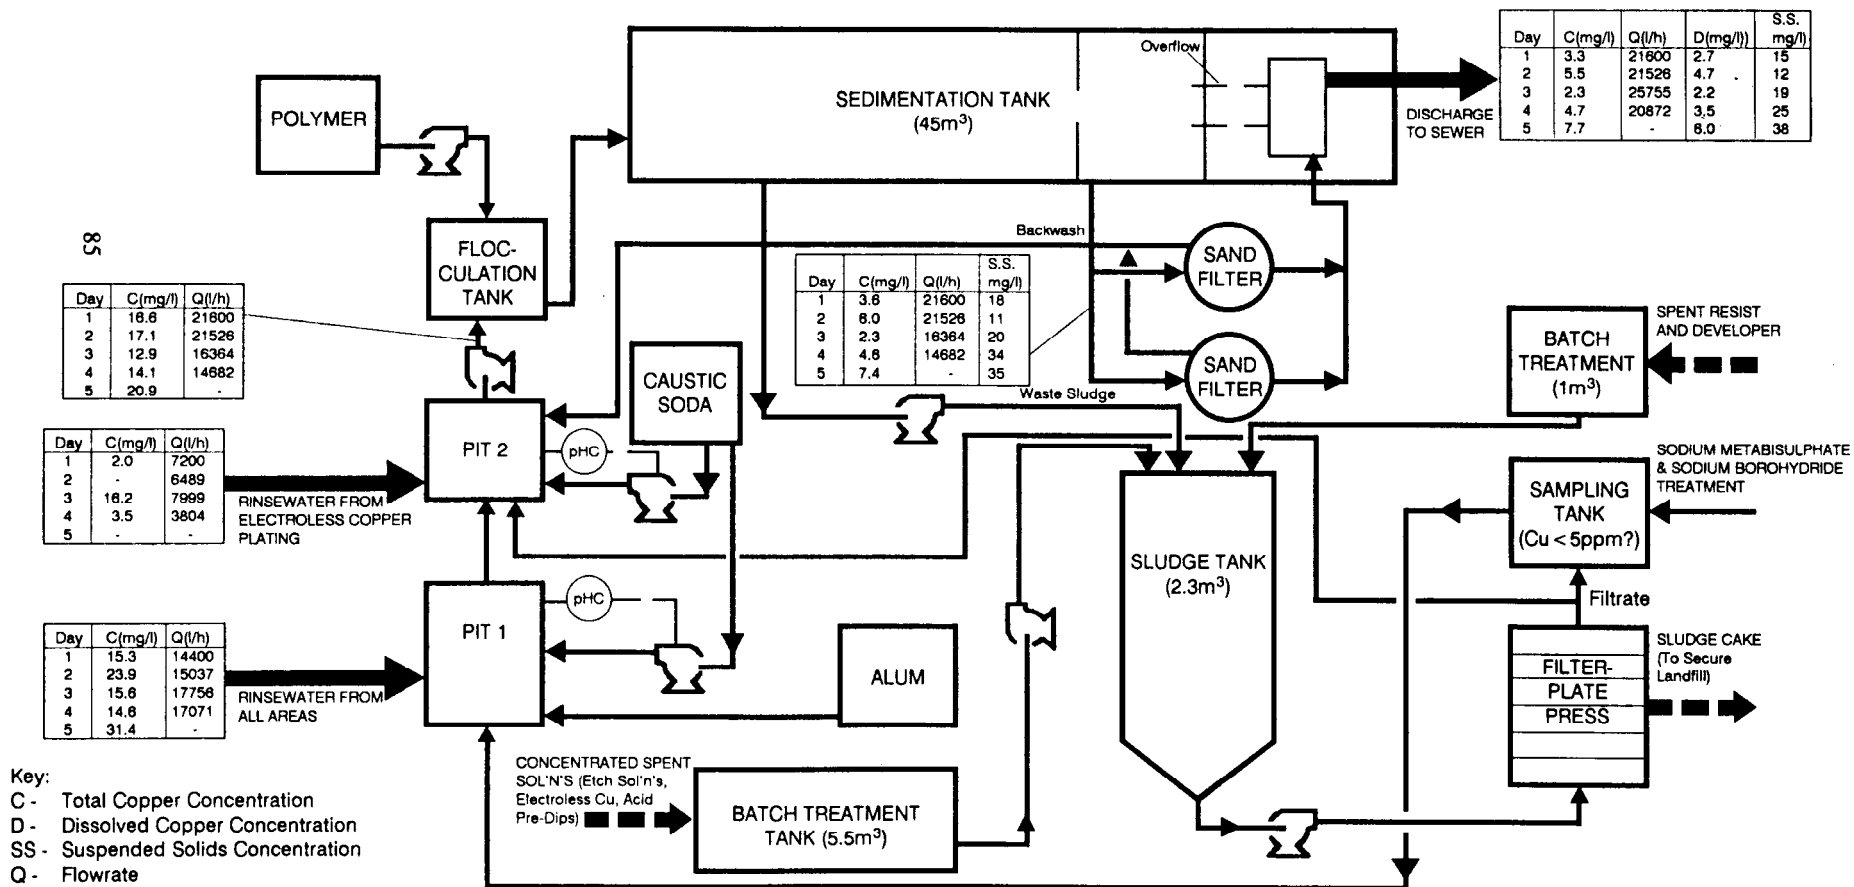 POLYMER
SEDIMENTATION TANK
(45m³)
Overflow
DISCHARGE
TO SEWER
Day C(mg/l) Q(l/h) D(mg/l)) S.S. mg/l)
1 3.3 21600 2.7 15
2 5.5 21526 4.7 12
3 2.3 25755 2.2 19
4 4.7 20872 3.5 25
5 7.7 - 6.0 38
85
FLOC-
CULATION
TANK
Backwash
SAND
FILTER
Day C(mg/l) Q(l/h)
1 16.6 21600
2 17.1 21526
3 12.9 16364
4 14.1 14682
5 20.9 -
Day C(mg/l) Q(l/h) S.S. mg/l)
1 3.6 21600 18
2 6.0 21526 11
3 2.3 16364 20
4 4.6 14682 34
5 7.4 - 35
SAND
FILTER
BATCH
TREATMENT
(1m³)
SPENT RESIST
AND DEVELOPER
CAUSTIC
SODA
Waste Sludge
Day C(mg/l) Q(l/h)
1 2.0 7200
2 - 6489
3 16.2 7999
4 3.5 3804
5 - -
RINSEWATER FROM
ELECTROLESS COPPER
PLATING
PIT 2
pHC
SODIUM METABISULPHATE
& SODIUM BOROHYDRIDE
TREATMENT
SAMPLING
TANK
(Cu < 5ppm?)
SLUDGE TANK
(2.3m³)
Filtrate
PIT 1
pHC
Day C(mg/l) Q(l/h)
1 15.3 14400
2 23.9 15037
3 15.6 17756
4 14.6 17071
5 31.4 -
RINSEWATER FROM
ALL AREAS
ALUM
FILTER-
PLATE
PRESS
SLUDGE CAKE
(To Secure
Landfill)
CONCENTRATED SPENT
SOL'N'S (Etch Sol'n's,
Electroless Cu, Acid
Pre-Dips)
BATCH TREATMENT
TANK (5.5m³)
Key:
C - Total Copper Concentration
D - Dissolved Copper Concentration
SS - Suspended Solids Concentration
Q - Flowrate